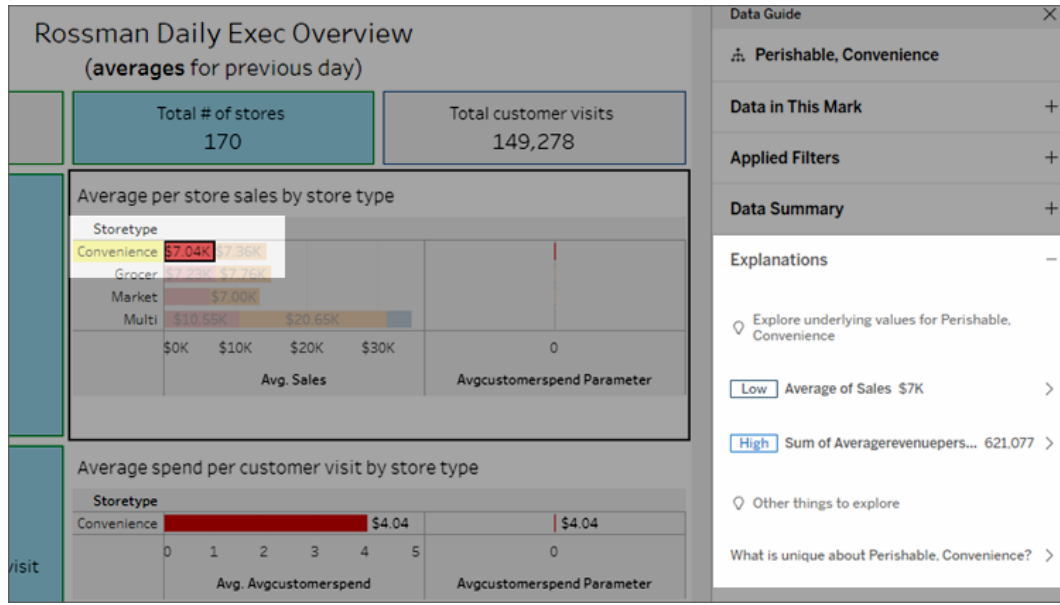 Rossman Daily Exec Overview
(averages for previous day)
Total # of stores
170
Total customer visits
149,278
Average per store sales by store type
Storetype
Convenience $7.04K $7.36K
Grocer $7.23K $7.76K
Market $7.00K
Multi $10.55K $20.65K
$0K $10K $20K $30K 0
Avg. Sales Avgcustomerspend Parameter
Average spend per customer visit by store type
Storetype
Convenience $4.04 $4.04
0 1 2 3 4 5 0
Avg. Avgcustomerspend Avgcustomerspend Parameter
visit
Data Guide
Perishable, Convenience
Data in This Mark
Applied Filters
Data Summary
Explanations
Explore underlying values for Perishable,
Convenience
Low Average of Sales $7K
High Sum of Averagerevenuepers... 621,077
Other things to explore
What is unique about Perishable, Convenience?